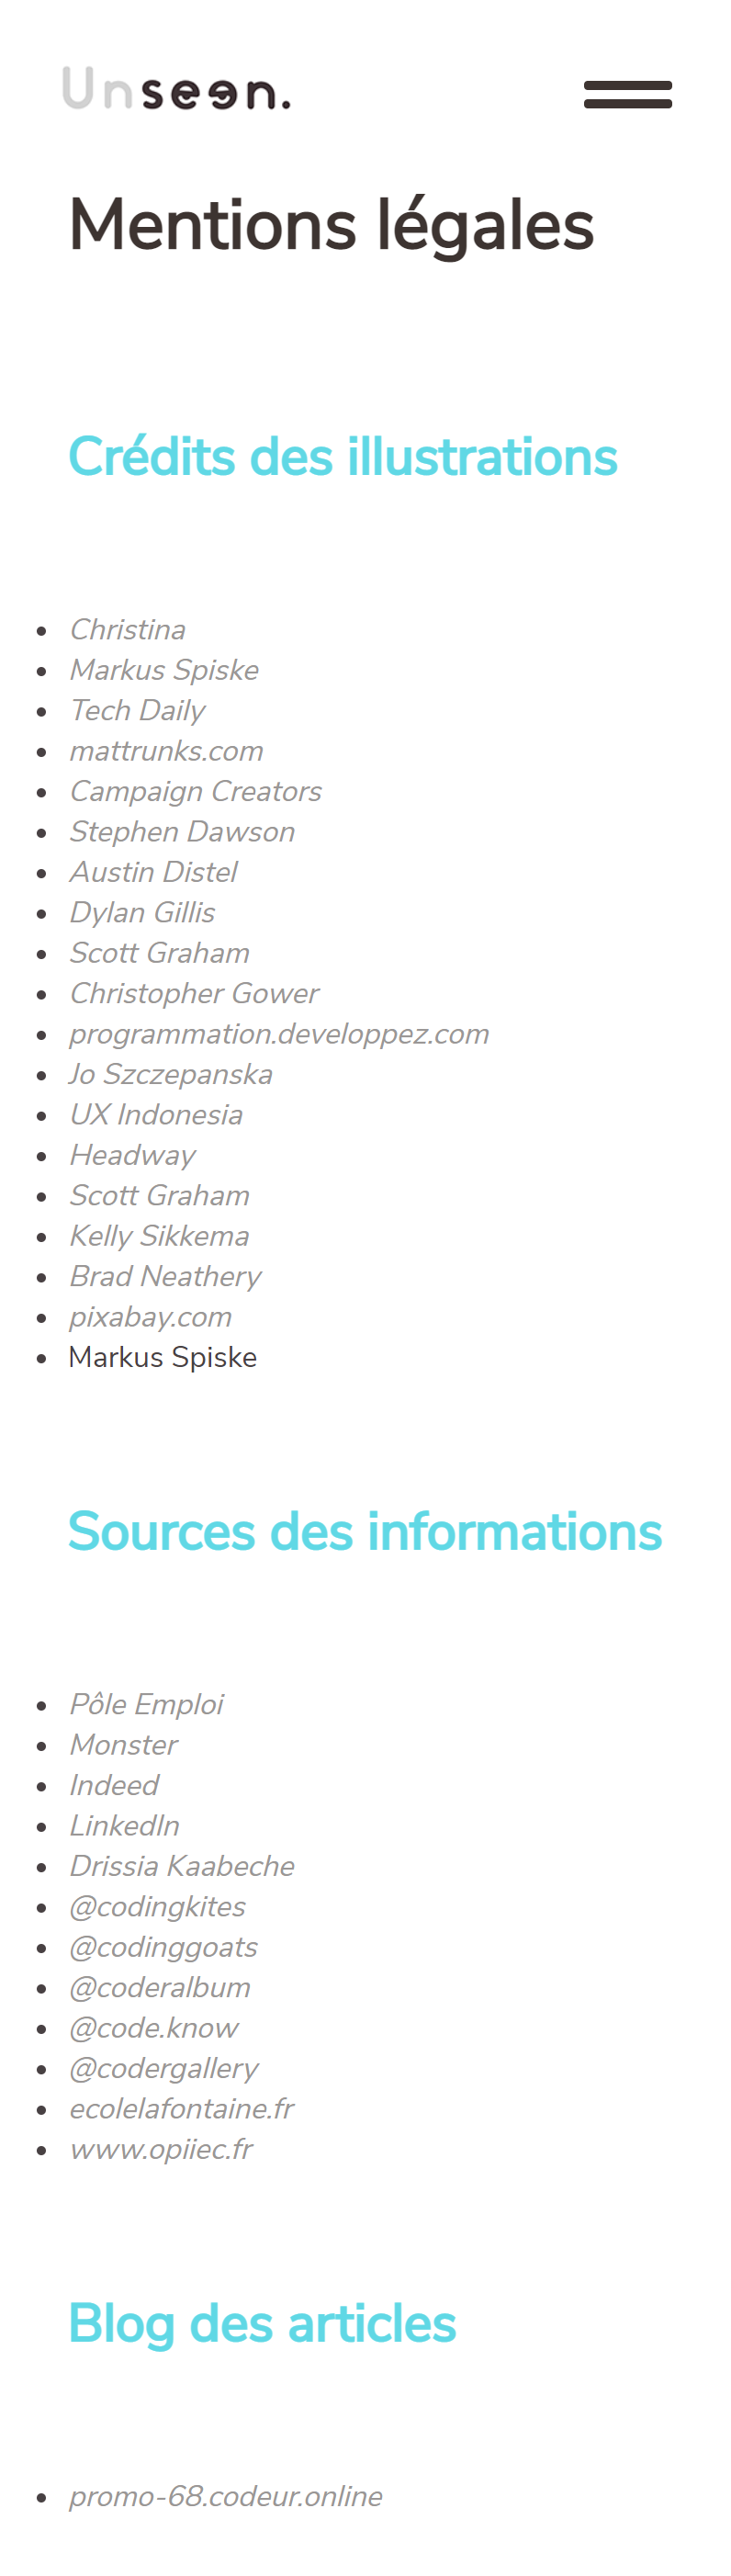 Unseen.
Mentions légales
Crédits des illustrations
Christina
Markus Spiske
Tech Daily
mattrunks.com
Campaign Creators
Stephen Dawson
Austin Distel
Dylan Gillis
Scott Graham
Christopher Gower
programmation.developpez.com
Jo Szczepanska
UX Indonesia
Headway
Scott Graham
Kelly Sikkema
Brad Neathery
pixabay.com
Markus Spiske
Sources des informations
Pôle Emploi
Monster
Indeed
LinkedIn
Drissia Kaabeche
@codingkites
@codinggoats
@coderalbum
@code.know
@codergallery
ecolelafontaine.fr
www.opiiec.fr
Blog des articles
promo-68.codeur.online